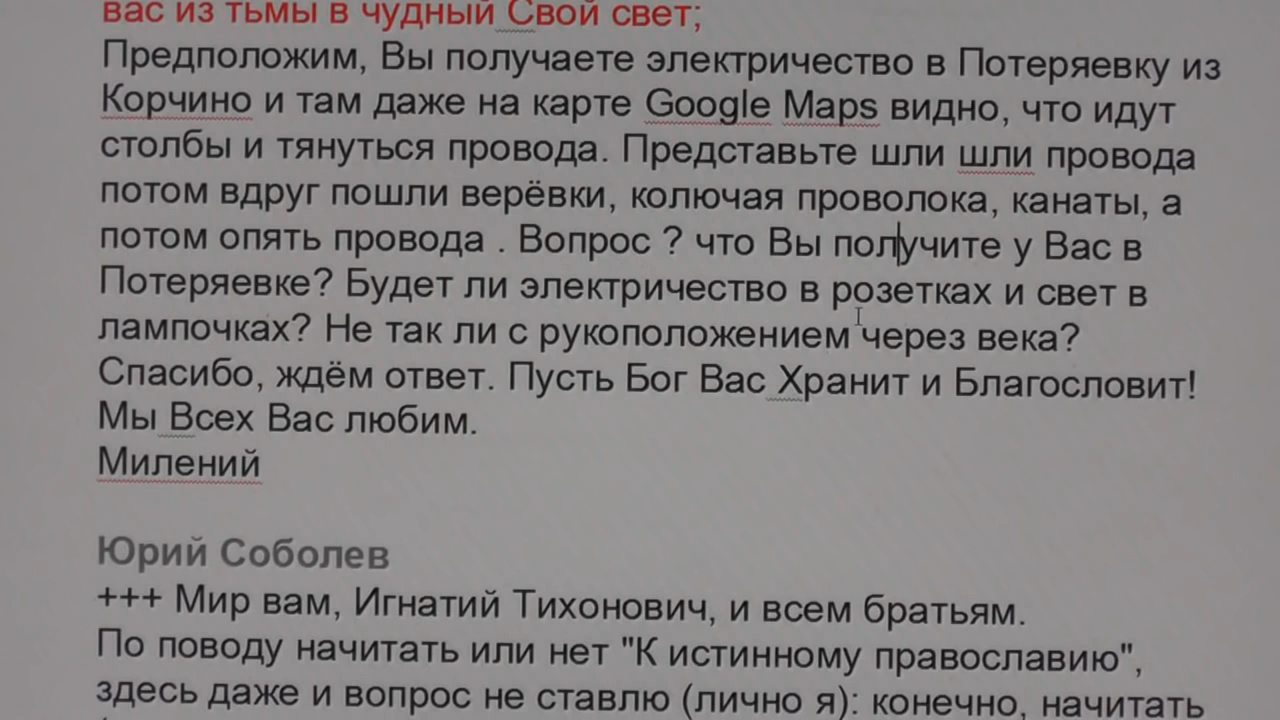 вас из тьмы в чудный Свой свет;
Предположим, Вы получаете электричество в Потеряевку из
Корчино и там даже на карте Google Maps видно, что идут
столбы и тянуться провода. Представьте шли шли провода
потом вдруг пошли верёвки, колючая проволока, канаты, а
потом опять провода . Вопрос ? что Вы получите у Вас в
Потеряевке? Будет ли электричество в розетках и свет в
лампочках? Не так ли с рукоположением через века?
Спасибо, ждём ответ. Пусть Бог Вас Хранит и Благословит!
Мы Всех Вас любим.
Милений
Юрий Соболев
+++ Мир вам, Игнатий Тихонович, и всем братьям.
По поводу начитать или нет "К истинному православию",
здесь даже и вопрос не ставлю (лично я): конечно, начитать